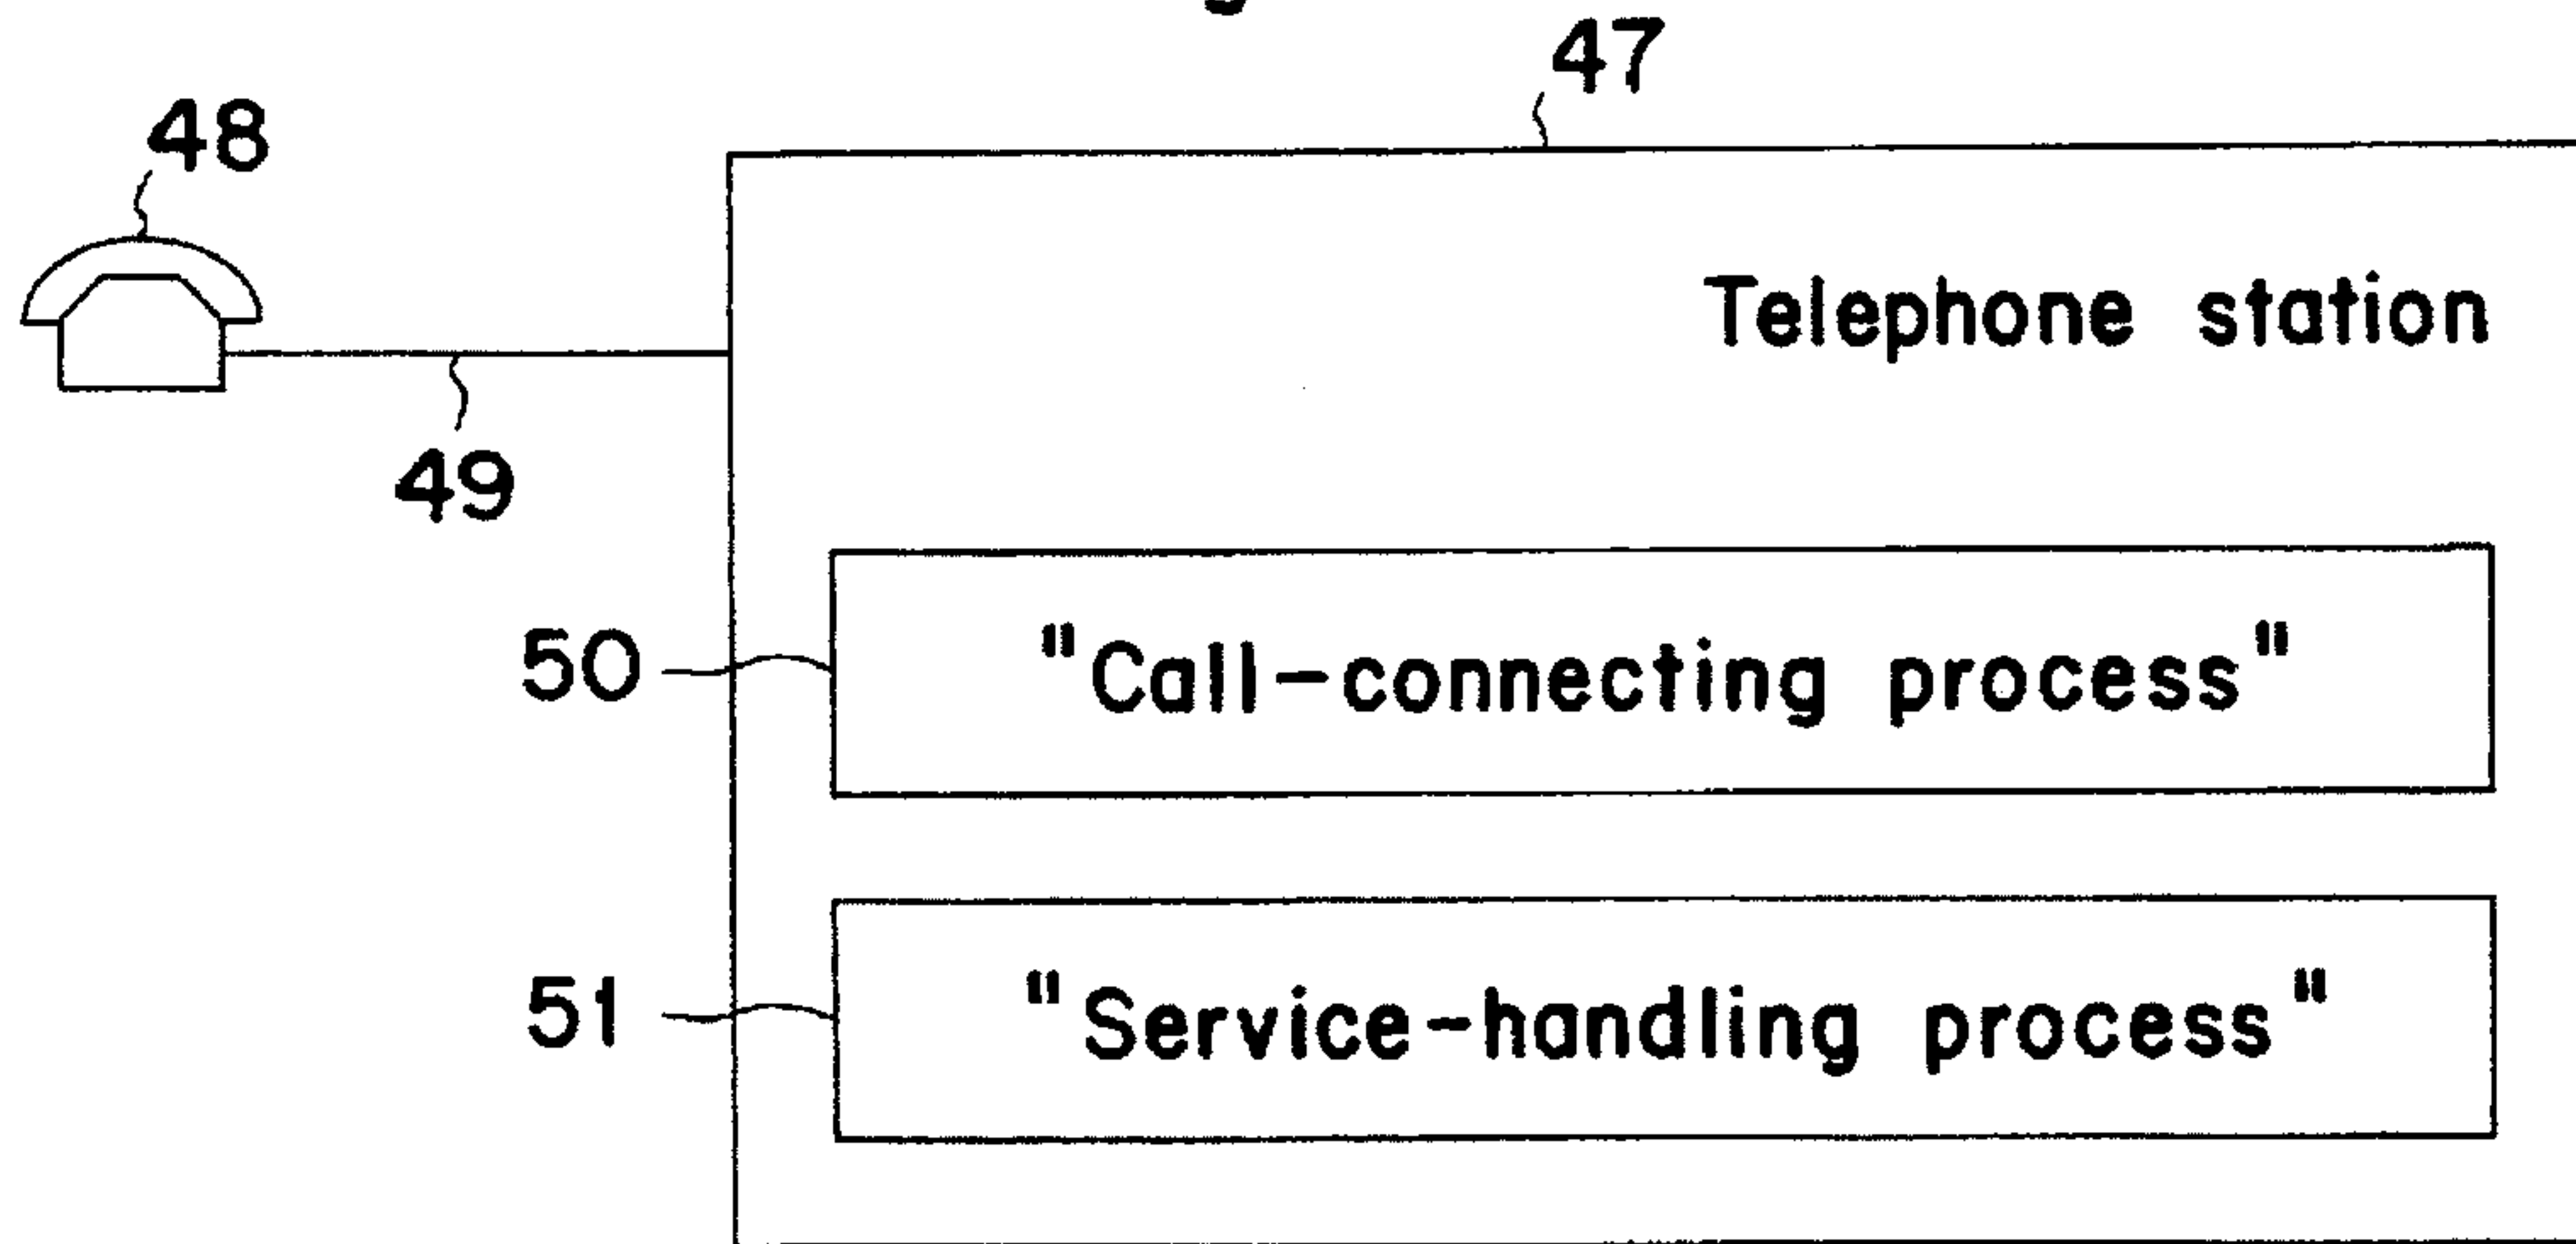 47
48
Telephone station
49
50
"Call-connecting process"
51
"Service-handling process"